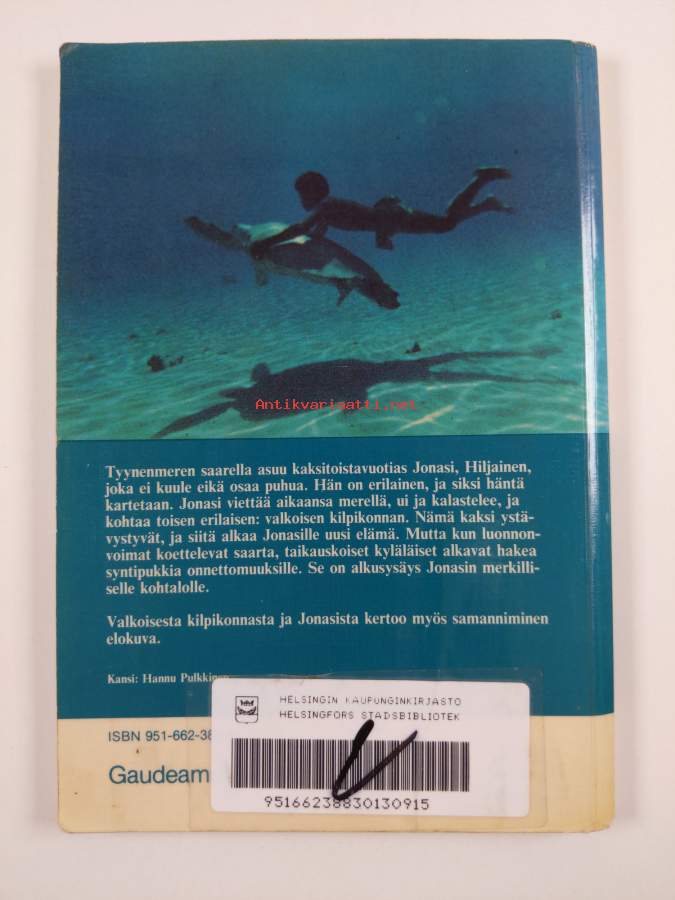 Antikvariaatti.net
Tyynenmeren saarella asuu kaksitoistavuotias Jonasi, Hiljainen,
joka ei kuule eikä osaa puhua. Hän on erilainen, ja siksi häntä
kartetaan. Jonasi viettää aikaansa merellä, ui ja kalastelee, ja
kohtaa toisen erilaisen: valkoisen kilpikonnan. Nämä kaksi ystä-
vystyvät, ja siitä alkaa Jonasille uusi elämä. Mutta kun luonnon-
voimat koettelevat saarta, taikauskoiset kyläläiset alkavat hakea
syntipukkia onnettomuuksille. Se on alkusysäys Jonasin merkilli-
selle kohtalolle.
Valkoisesta kilpikonnasta ja Jonasista kertoo myös samanniminen
elokuva.
Kansi: Hannu
HELSINGIN KAUPUNGINKIRJASTO
HELSINGFORS STADSBIBLIOTEK
ISBN 951-662-38
Gaudeam
95166238830130915